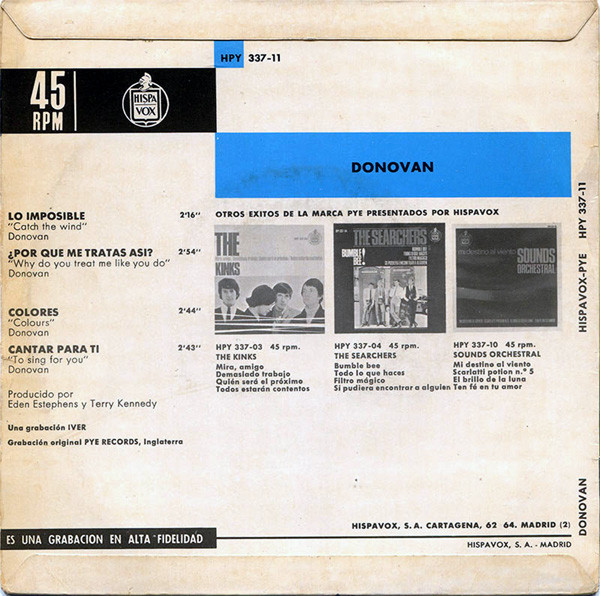 HPY 337-11
45
RPM
HISPA
VOX
DONOVAN
LO IMPOSIBLE 2'16''
"Catch the wind"
Donovan
¿POR QUE ME TRATAS ASI? 2'54''
"Why do you treat me like you do"
Donovan
COLORES 2'44''
"Colours"
Donovan
CANTAR PARA TI 2'43''
"To sing for you"
Donovan
Producido por
Eden Estephens y Terry Kennedy
Una grabación IVER
Grabación original PYE RECORDS, Inglaterra
OTROS EXITOS DE LA MARCA PYE PRESENTADOS POR HISPAVOX
THE
KINKS
THE SEARCHERS
BUMBLE
BEE
mi destino al viento
SOUNDS
ORCHESTRAL
HPY 337-03 45 rpm.
THE KINKS
Mira, amigo
Demasiado trabajo
Quién será el próximo
Todos estarán contentos
HPY 337-04 45 rpm.
THE SEARCHERS
Bumble bee
Todo lo que haces
Filtro mágico
Si pudiera encontrar a alguien
HPY 337-10 45 rpm.
SOUNDS ORCHESTRAL
Mi destino al viento
Scarlatti potion n.° 5
El brillo de la luna
Ten fé en tu amor
HISPAVOX-PYE HPY 337-11
DONOVAN
ES UNA GRABACION EN ALTA FIDELIDAD
HISPAVOX, S. A. CARTAGENA, 62 64. MADRID (2)
HISPAVOX, S. A. - MADRID